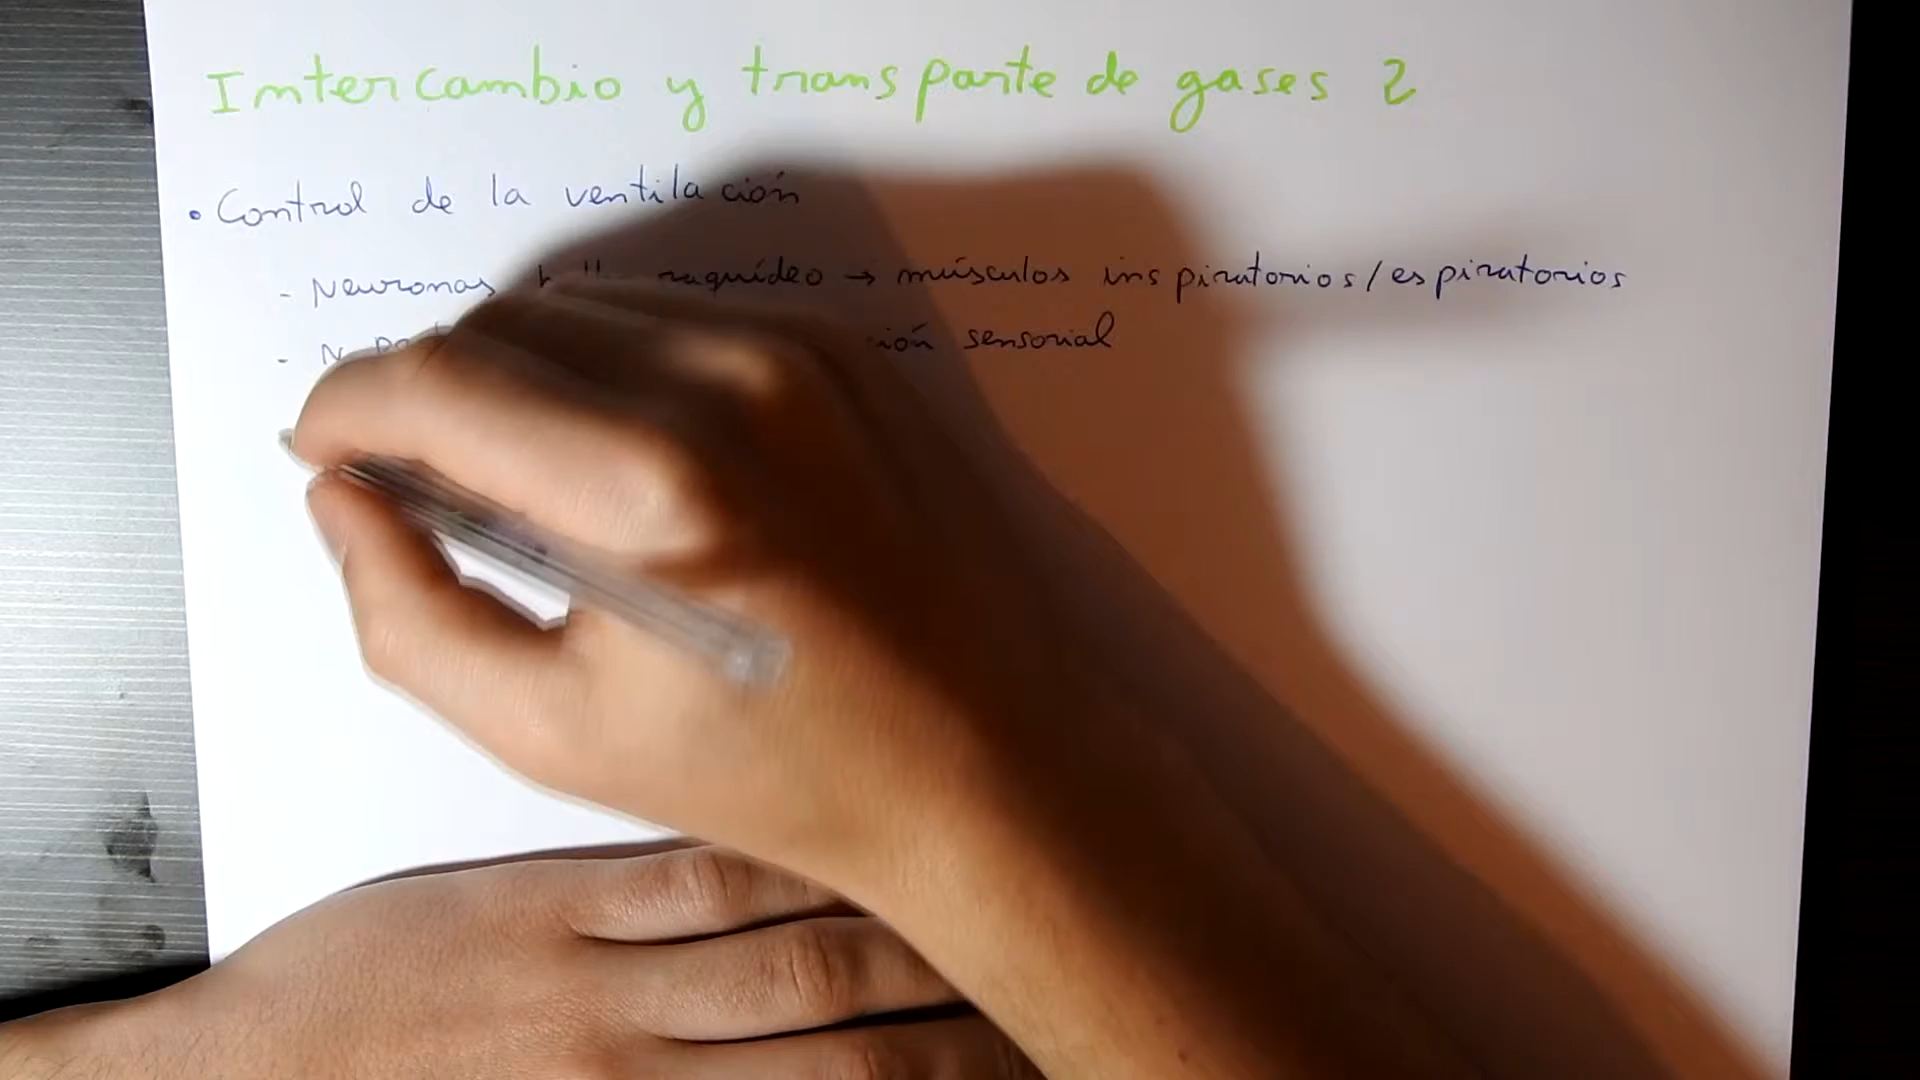 Intercambio y transporte de gases 2
• Control de la ventilación
- Neuronas raquídeo → músculos inspiratorios/espiratorios
- N sensorial